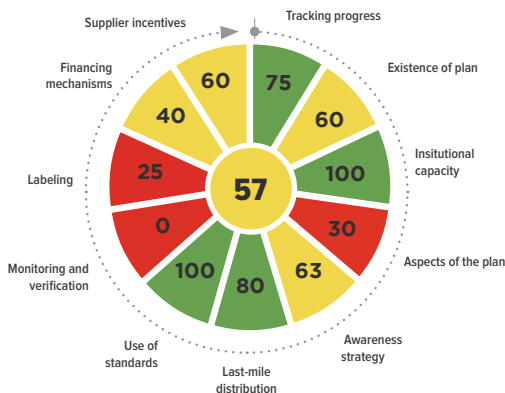 Supplier incentives
Tracking progress
Financing
mechanisms
Existence of plan
60
75
40
60
Insitutional
capacity
100
25
Labeling
57
0
30
Monitoring and
verification
Aspects of the plan
100
80
63
Use of
standards
Awareness
strategy
Last-mile
distribution